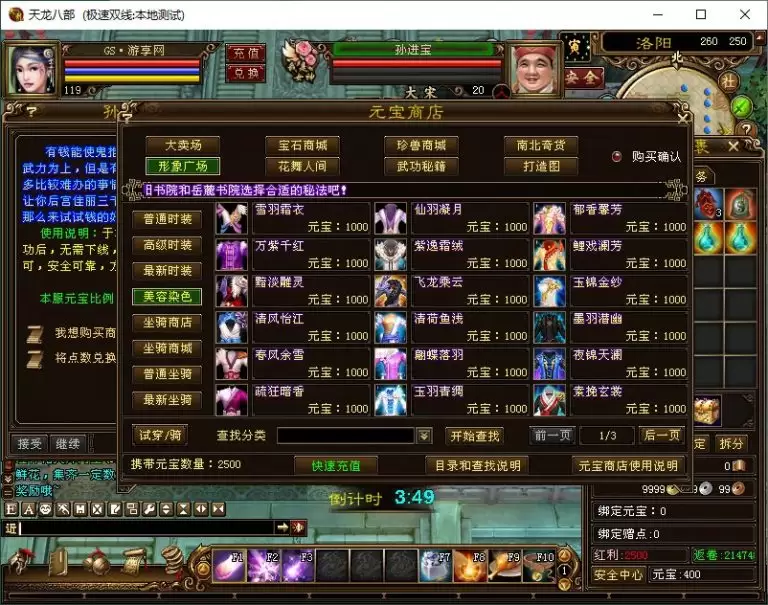 天龙八部 (极速双线:本地测试)
GS·游享网
充值
兑换
119
孙进宝
大宋
20
安全
洛阳
260 250
北
社
元宝商店
大卖场
宝石商城
珍兽商城
南北奇货
形象广场
花舞人间
武功秘籍
打造图
购买确认
书院和岳麓书院选择合适的秘法吧!
普通时装
高级时装
最新时装
美容染色
坐骑商店
坐骑商城
普通坐骑
最新坐骑
雪羽霜衣
元宝:1000
仙羽凝月
元宝:1000
郁香馨芳
元宝:1000
万紫千红
元宝:1000
紫逸霜绒
元宝:1000
鲤戏澜芳
元宝:1000
黯淡雕灵
元宝:1000
飞龙乘云
元宝:1000
玉锦金纱
元宝:1000
清风怡江
元宝:1000
清荷鱼浅
元宝:1000
墨羽潜幽
元宝:1000
春风余雪
元宝:1000
翩蝶落羽
元宝:1000
夜锦天澜
元宝:1000
疏狂暗香
元宝:1000
玉羽青绸
元宝:1000
素挽玄裳
元宝:1000
试穿/骑
查找分类
开始查找
前一页
1/3
后一页
携带元宝数量:2500
快速充值
目录和查找说明
元宝商店使用说明
有钱能使鬼推
武力为上,但是有
多比较难办的事情
让你后宫佳丽三千
那么来试试钱的好
使用说明:于
功后,无需下线,
可,安全可靠,方
本服元宝比例
我想购买商
将点数兑换
接受
继续
鲜花,集齐一定数
奖励哦
倒计时 3:49
近
F1
F2
F3
F7
F8
F9
F10
1
务
3
定
拆分
0
9999
99
99
绑定元宝:0
绑定赠点:0
红利:2500
返卷:21474
安全中心
元宝:400